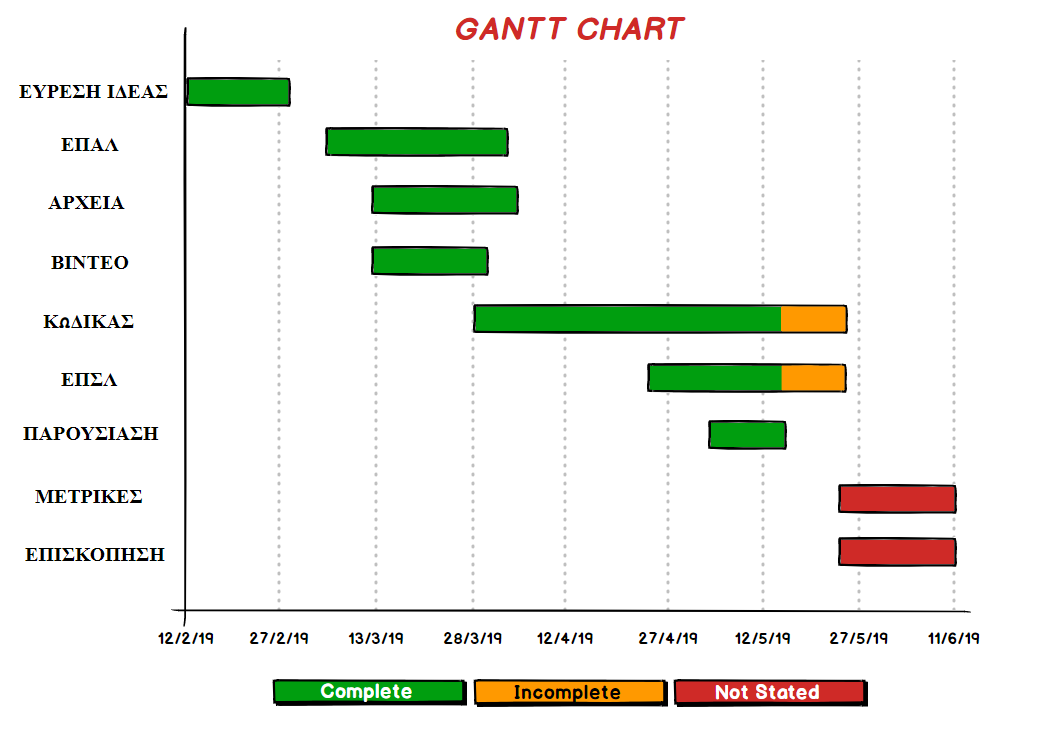 GANTT CHART
ΕΥΡΕΣΗ ΙΔΕΑΣ
ΕΠΑΛ
ΑΡΧΕΙΑ
ΒΙΝΤΕΟ
ΚΩΔΙΚΑΣ
ΕΠΣΛ
ΠΑΡΟΥΣΙΑΣΗ
ΜΕΤΡΙΚΕΣ
ΕΠΙΣΚΟΠΗΣΗ
12/2/19 27/2/19 13/3/19 28/3/19 12/4/19 27/4/19 12/5/19 27/5/19 11/6/19
Complete Incomplete Not Stated